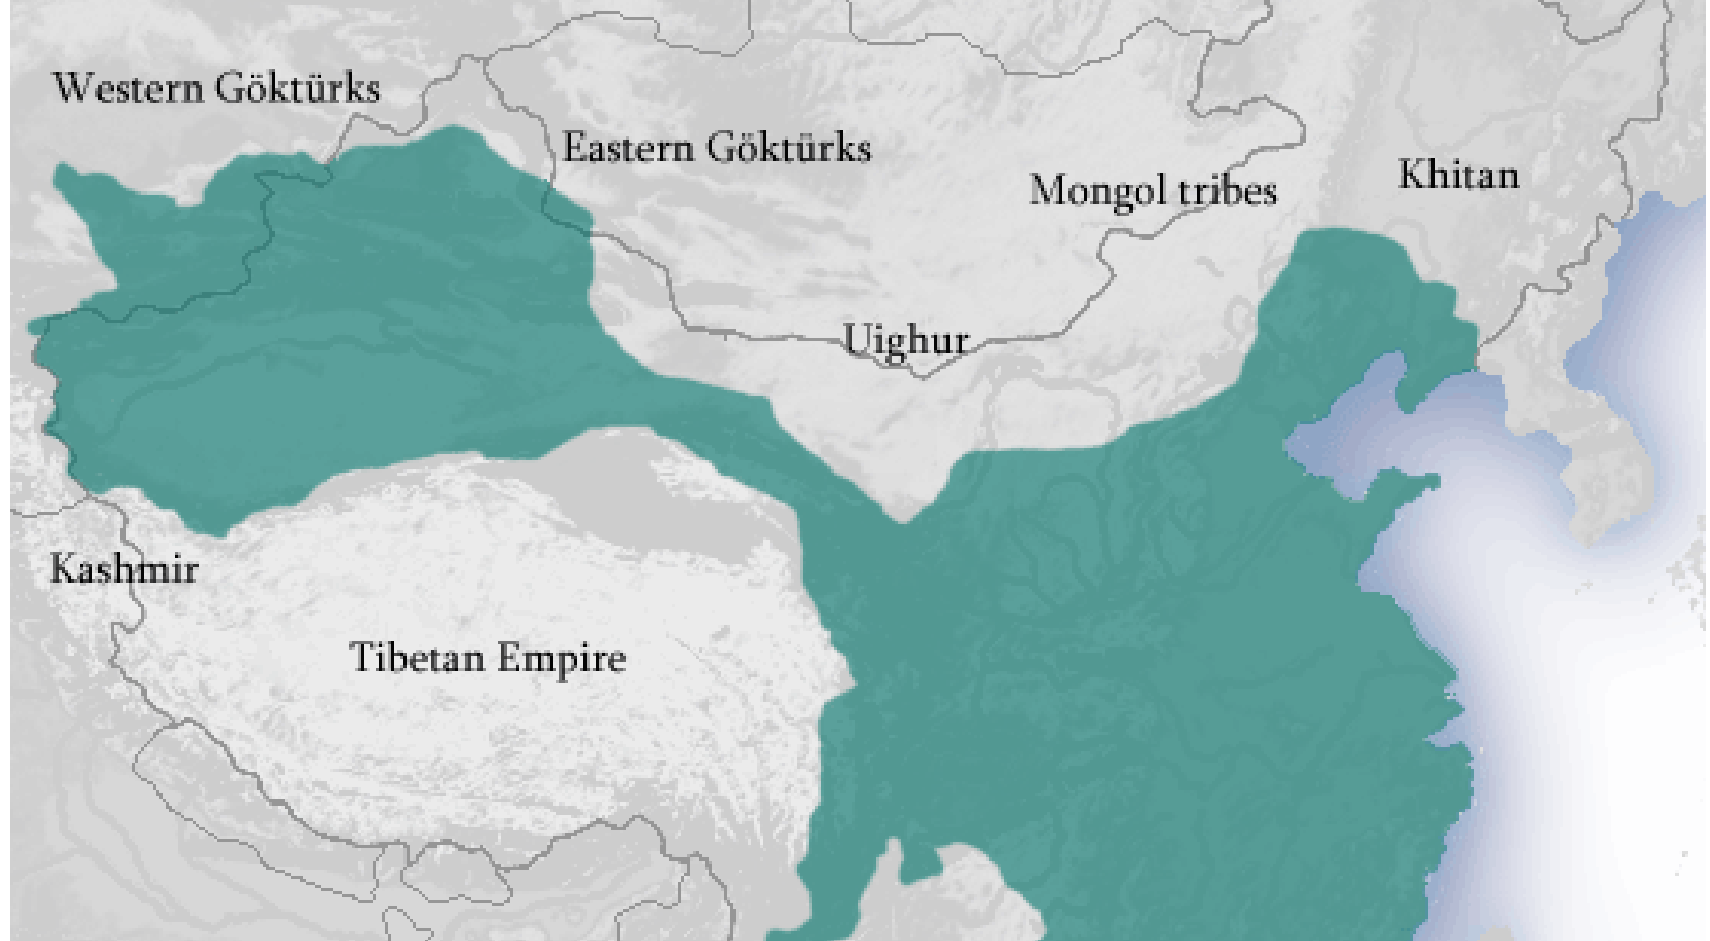 Western Göktürks
Eastern Göktürks
Mongol tribes
Khitan
Uighur
Kashmir
Tibetan Empire